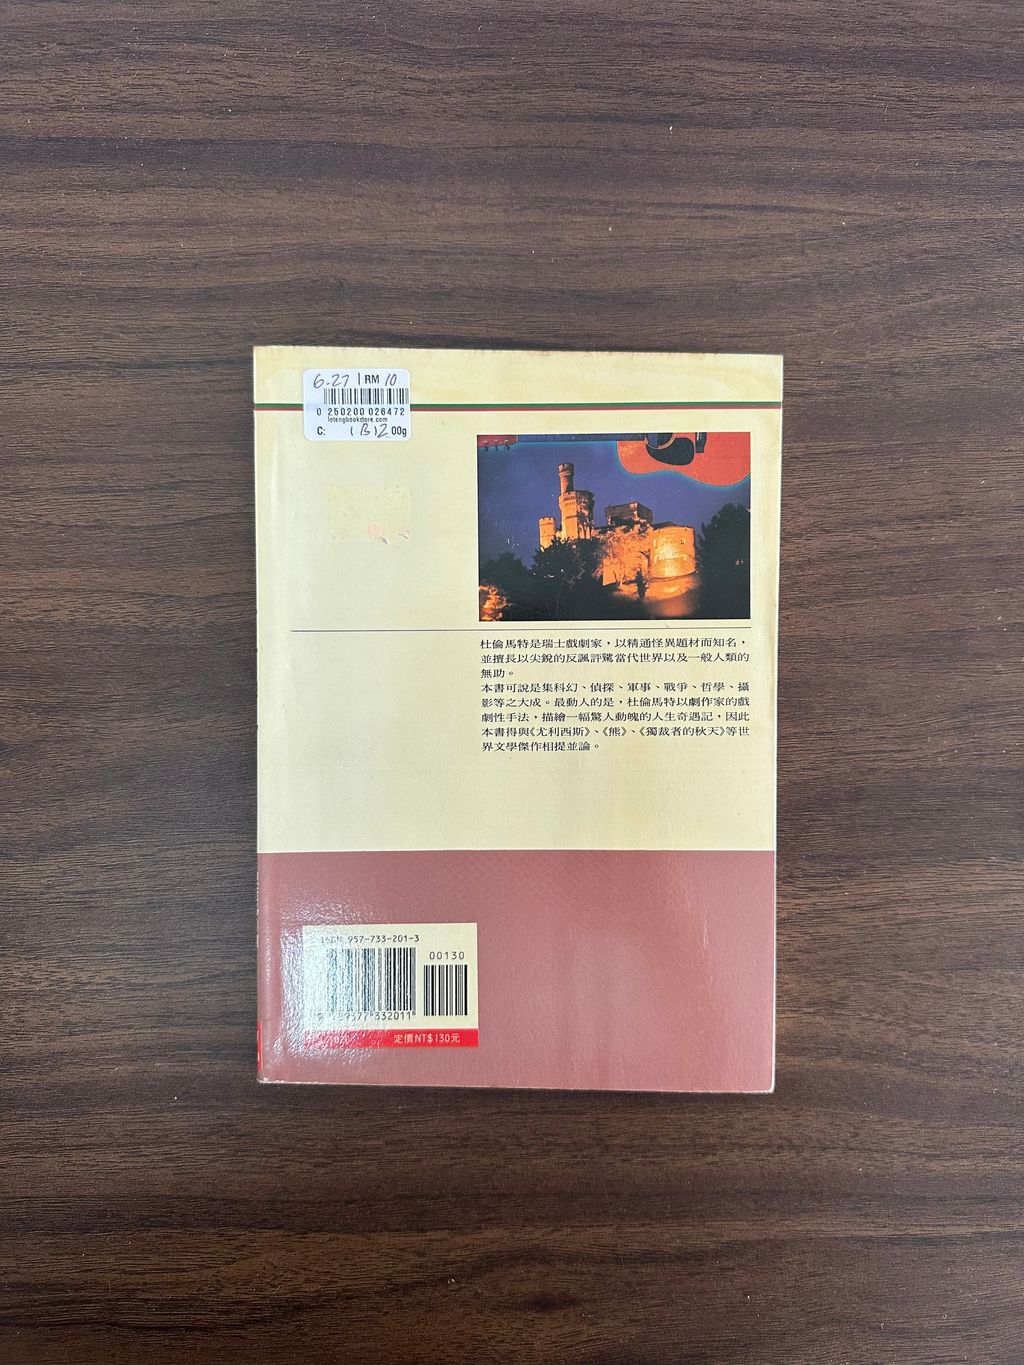 6.27 | RM 10
0 250200 026472
lotengbookstore.com
C: 1B12 00g
杜倫馬特是瑞士戲劇家，以精通怪異題材而知名，
並擅長以尖銳的反諷評騭當代世界以及一般人類的
無助。
本書可說是集科幻、偵探、軍事、戰爭、哲學、攝
影等之大成。最動人的是，杜倫馬特以劇作家的戲
劇性手法，描繪一幅驚人動魄的人生奇遇記，因此
本書得與《尤利西斯》、《熊》、《獨裁者的秋天》等世
界文學傑作相提並論。
ISBN 957-733-201-3
00130
9 789577 332011
定價NT$130元